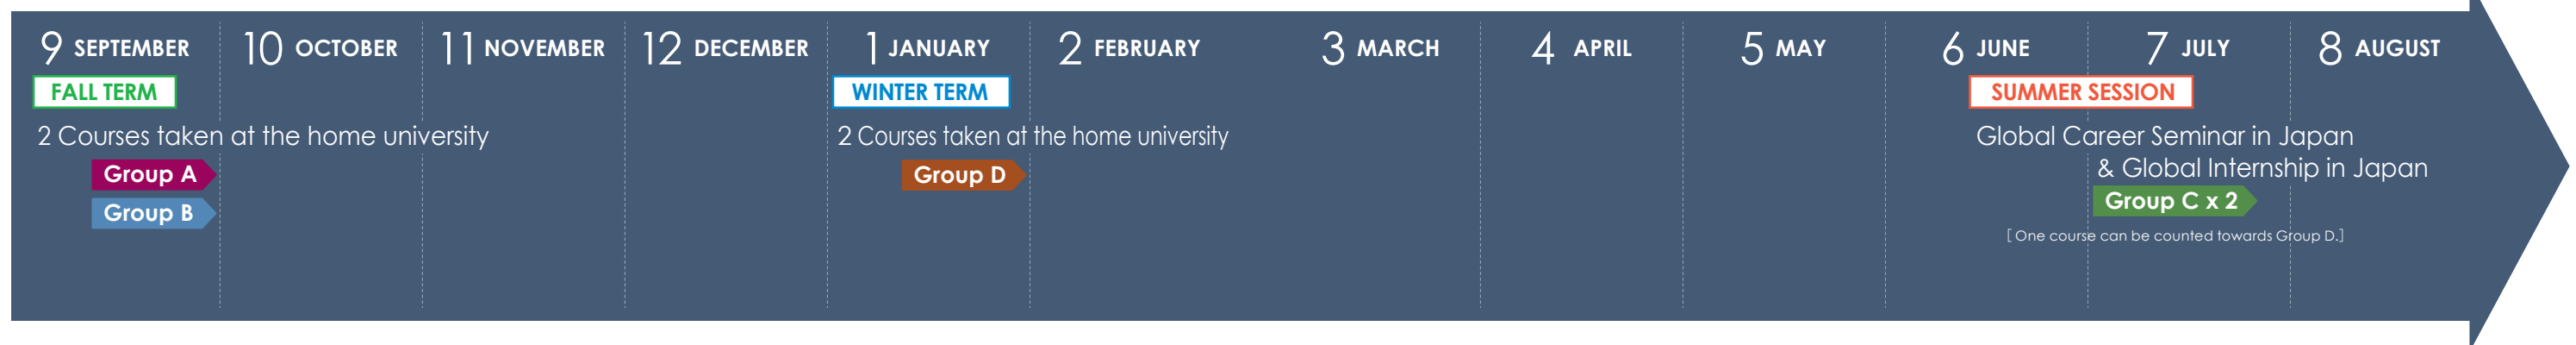 9 SEPTEMBER 10 OCTOBER 11 NOVEMBER 12 DECEMBER 1 JANUARY 2 FEBRUARY 3 MARCH 4 APRIL 5 MAY 6 JUNE 7 JULY 8 AUGUST
FALL TERM
2 Courses taken at the home university
Group A
Group B
WINTER TERM
2 Courses taken at the home university
Group D
SUMMER SESSION
Global Career Seminar in Japan
& Global Internship in Japan
Group C x 2
[ One course can be counted towards Group D.]